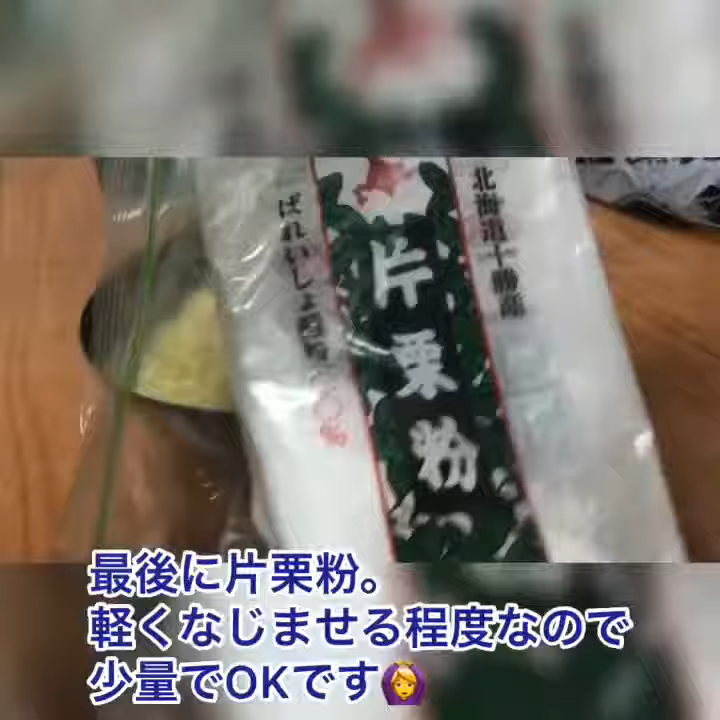 北海道十勝産
片栗粉
ばれいしょ澱粉
最後に片栗粉。
軽くなじませる程度なので
少量でOKです🙆